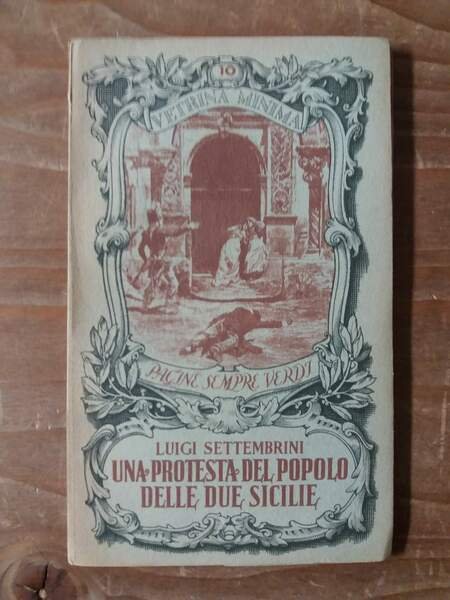 10
VETRINA MINIMA
PAGINE SEMPRE VERDI
LUIGI SETTEMBRINI
UNA PROTESTA DEL POPOLO
DELLE DUE SICILIE